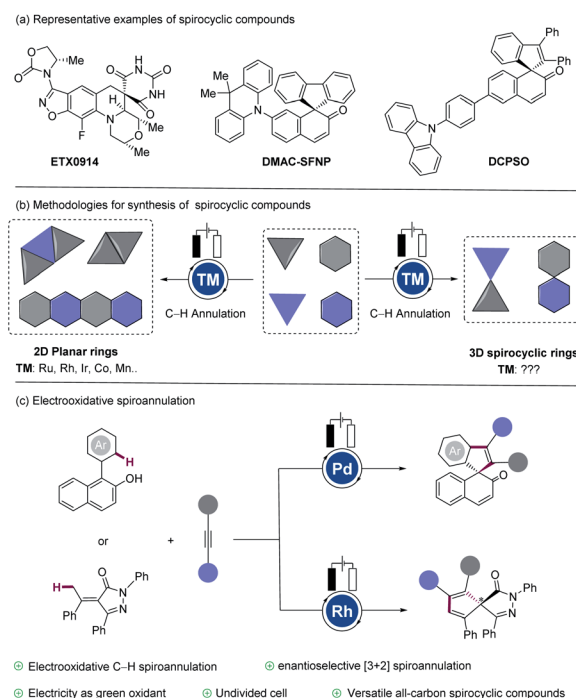 (a) Representative examples of spirocyclic compounds
Ph
O
O
N
Me
H
N
O
O
NH
O
H
N
O
N
F
O
Me
Me
Me
Me
N
O
Ph
O
N
ETX0914
DMAC-SFNP
DCPSO
(b) Methodologies for synthesis of spirocyclic compounds
TM
TM
C–H Annulation
C–H Annulation
2D Planar rings
TM: Ru, Rh, Ir, Co, Mn..
3D spirocyclic rings
TM: ???
(c) Electrooxidative spiroannulation
Ar
H
OH
or
+
H
O
Ph
N
N
Ph
Ph
Pd
Ar
O
Rh
O
Ph
N
N
*
Ph
Ph
Electrooxidative C–H spiroannulation
enantioselective [3+2] spiroannulation
Electricity as green oxidant
Undivided cell
Versatile all-carbon spirocyclic compounds